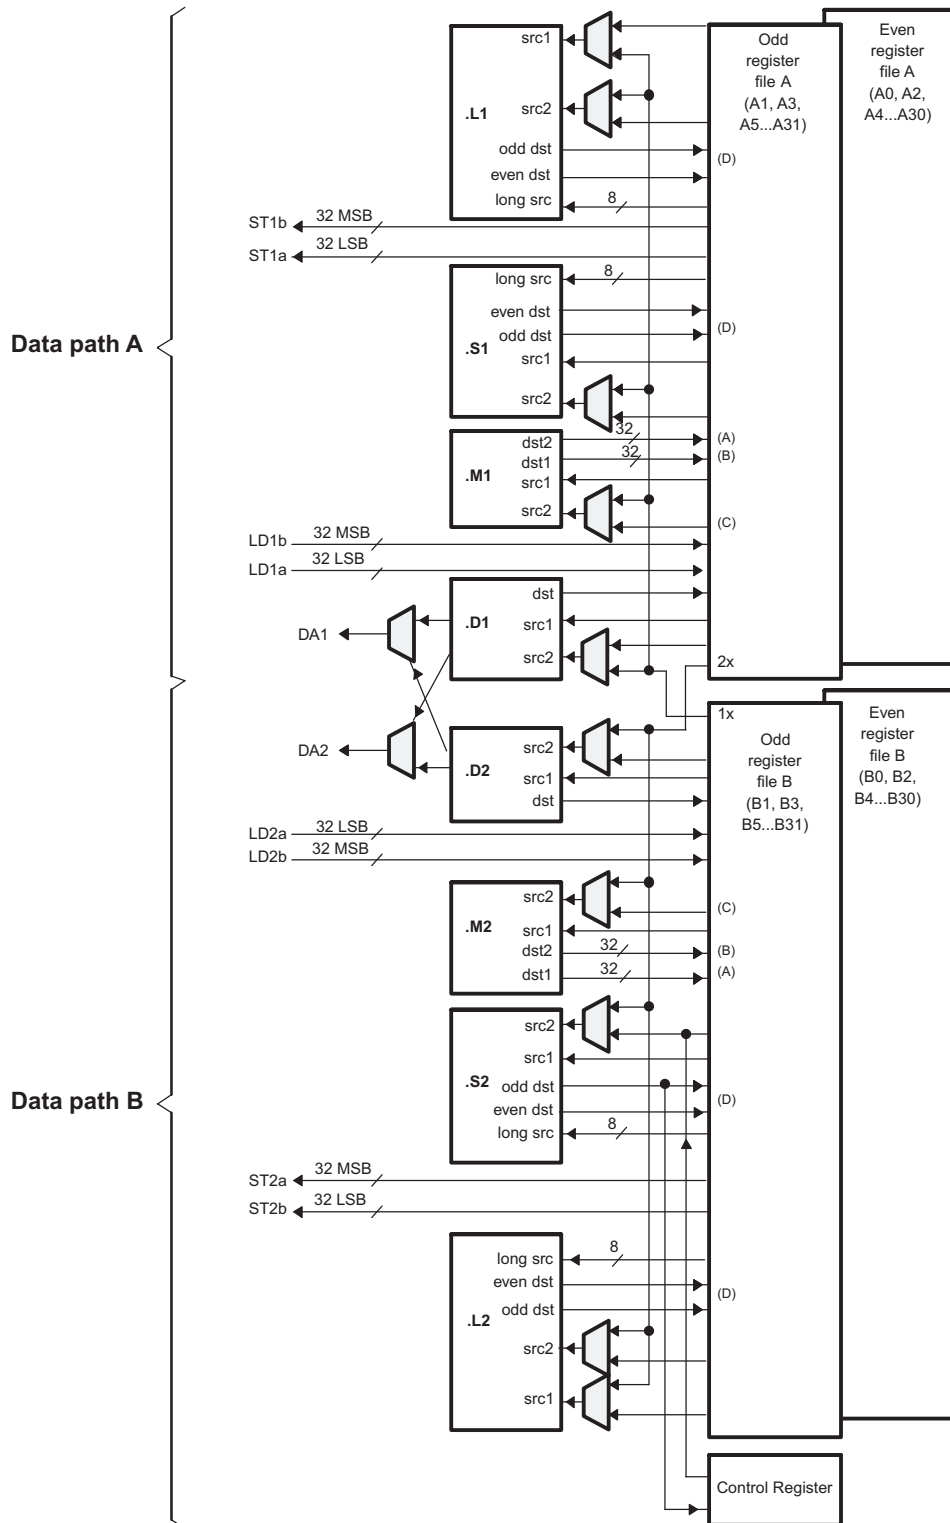 Even
register
file A
(A0, A2,
A4...A30)
Odd
register
file A
(A1, A3,
A5...A31)
src1
.L1
src2
odd dst
(D)
even dst
long src
8
ST1b
32 MSB
ST1a
32 LSB
long src
8
even dst
odd dst
(D)
.S1
src1
src2
Data path A
32
dst2
(A)
32
dst1
(B)
.M1
src1
src2
(C)
LD1b
32 MSB
LD1a
32 LSB
dst
.D1
src1
DA1
src2
2x
1x
Even
register
file B
(B0, B2,
B4...B30)
Odd
register
file B
(B1, B3,
B5...B31)
DA2
src2
.D2
src1
dst
LD2a
32 LSB
LD2b
32 MSB
src2
(C)
.M2
src1
dst2
32
(B)
dst1
32
(A)
src2
src1
.S2
odd dst
(D)
even dst
long src
8
Data path B
ST2a
32 MSB
ST2b
32 LSB
long src
8
even dst
(D)
odd dst
.L2
src2
src1
Control Register